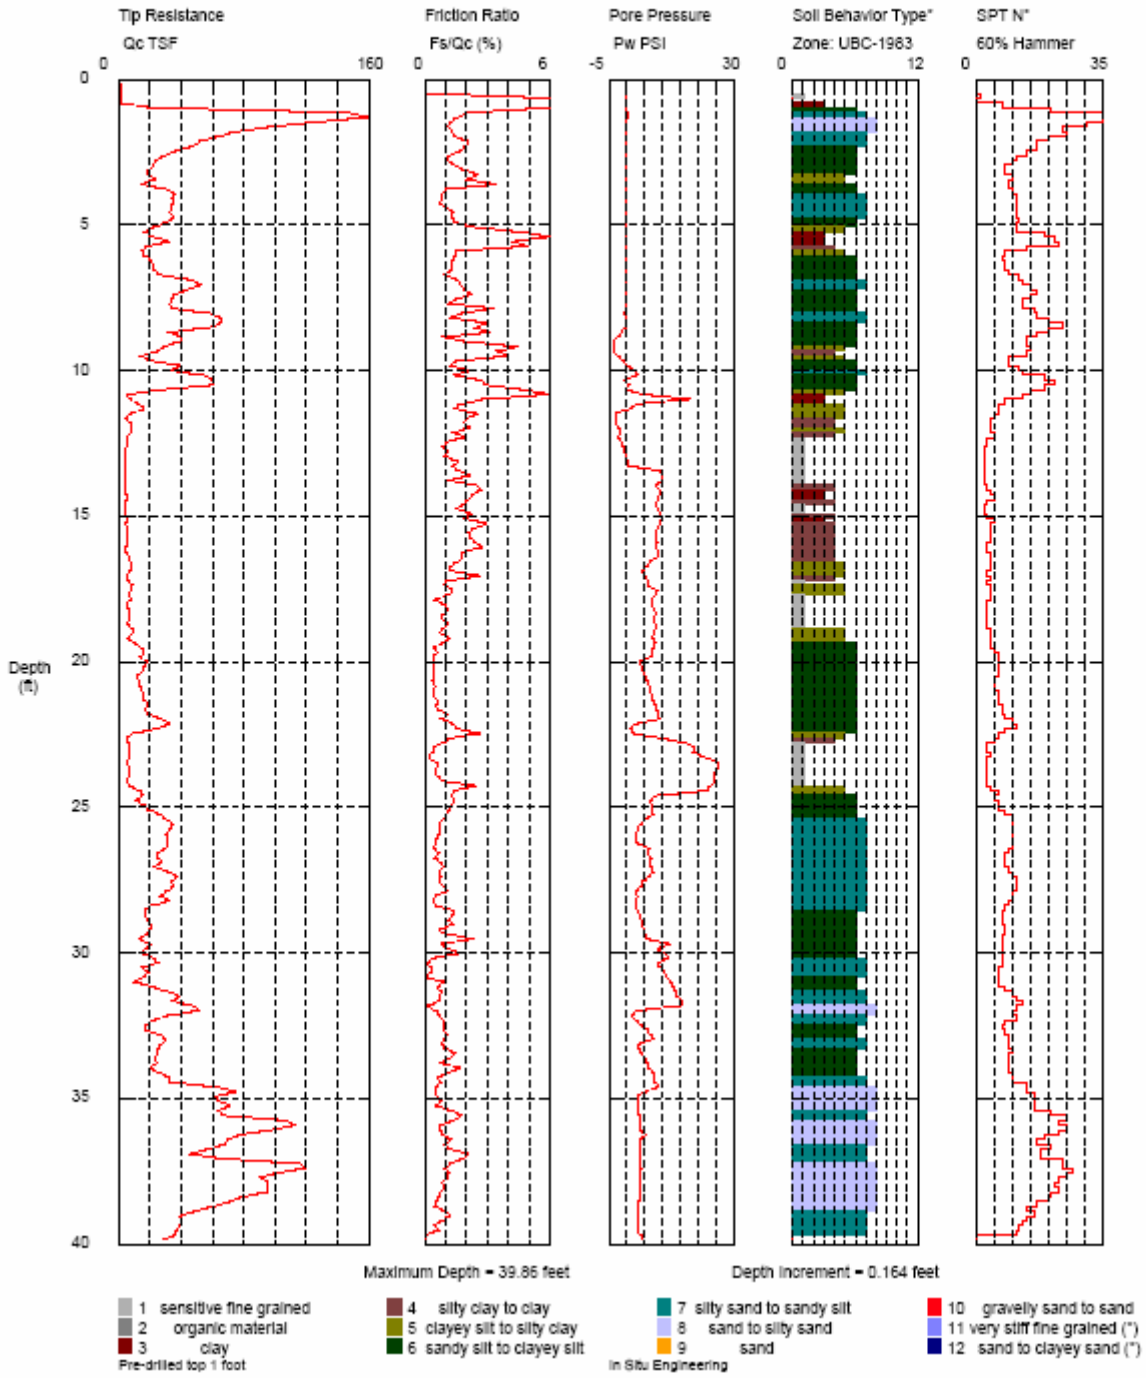 Tip Resistance Friction Ratio Pore Pressure Soil Behavior Type* SPT N*
Qc TSF Fs/Qc (%) Pw PSI Zone: UBC-1983 60% Hammer
0 160 0 6 -5 30 0 12 0 35
0
5
10
15
20
Depth
(ft)
25
30
35
40
Maximum Depth = 39.86 feet Depth Increment = 0.164 feet
1 sensitive fine grained 4 silty clay to clay 7 silty sand to sandy silt 10 gravelly sand to sand
2 organic material 5 clayey silt to silty clay 8 sand to silty sand 11 very stiff fine grained (*)
3 clay 6 sandy silt to clayey silt 9 sand 12 sand to clayey sand (*)
Pre-drilled top 1 foot In Situ Engineering